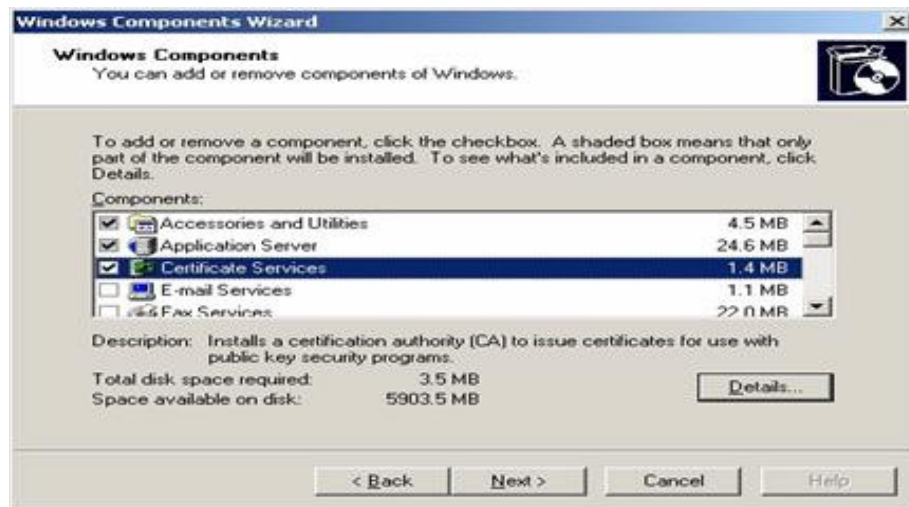 Windows Components Wizard
Windows Components
You can add or remove components of Windows.
To add or remove a component, click the checkbox. A shaded box means that only
part of the component will be installed. To see what's included in a component, click
Details.
Components:
Accessories and Utilities 4.5 MB
Application Server 24.6 MB
Certificate Services 1.4 MB
E-mail Services 1.1 MB
Fax Services 22.0 MB
Description: Installs a certification authority (CA) to issue certificates for use with
public key security programs.
Total disk space required: 3.5 MB
Space available on disk: 5903.5 MB
Details...
< Back Next > Cancel Help